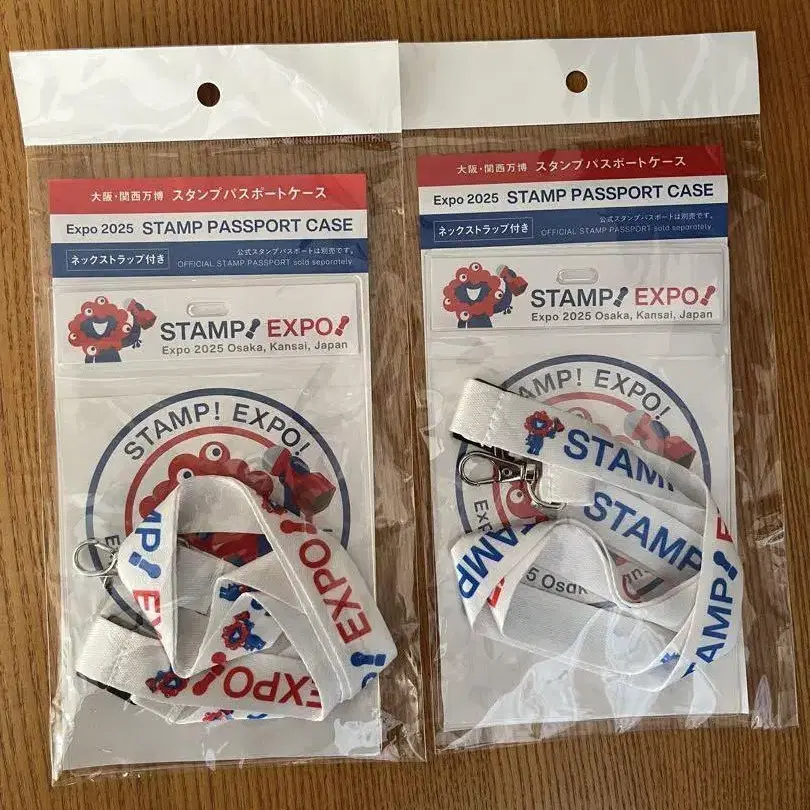 大阪・関西万博 スタンプパスポートケース
Expo 2025 STAMP PASSPORT CASE
ネックストラップ付き
公式スタンプパスポートは別売です。
OFFICIAL STAMP PASSPORT sold separately
STAMP! EXPO!
Expo 2025 Osaka, Kansai, Japan
STAMP! EXPO!
EXPO!
EXPO!
大阪・関西万博 スタンプパスポートケース
Expo 2025 STAMP PASSPORT CASE
ネックストラップ付き
公式スタンプパスポートは別売です。
OFFICIAL STAMP PASSPORT sold separately
STAMP! EXPO!
Expo 2025 Osaka, Kansai, Japan
STAMP! EXPO!
STAMP
STAMP
STAMP
STAMP!